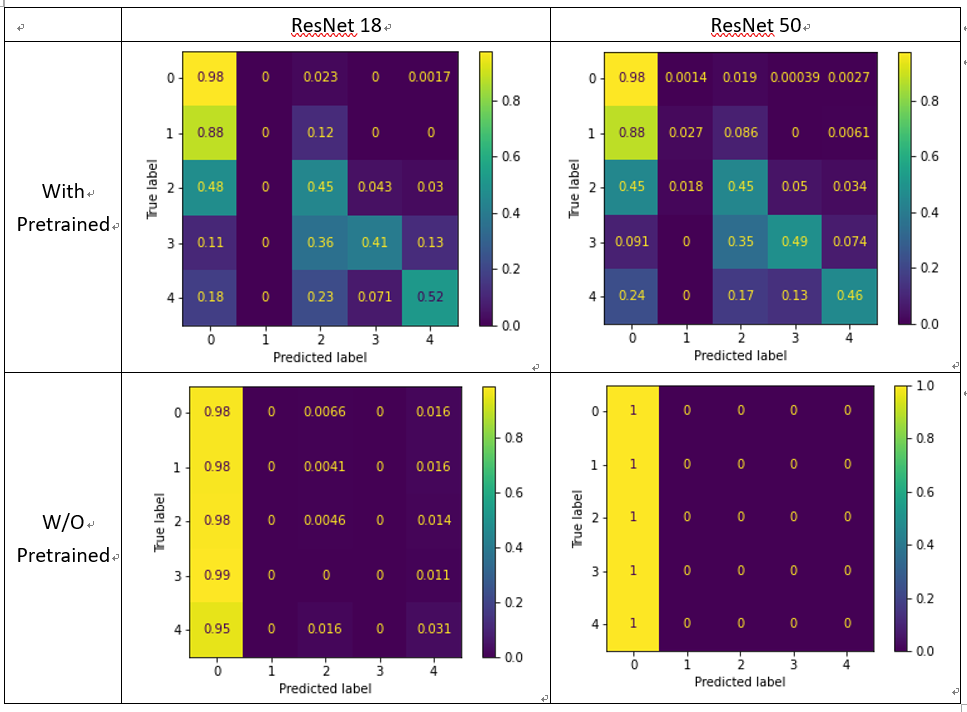 ResNet 18 ResNet 50
With
Pretrained
0 0.98 0 0.023 0 0.0017
0.8
1 0.88 0 0.12 0 0
0.6
True label
2 0.48 0 0.45 0.043 0.03
0.4
3 0.11 0 0.36 0.41 0.13
0.2
4 0.18 0 0.23 0.071 0.52
0.0
0 1 2 3 4
Predicted label
0 0.98 0.0014 0.019 0.00039 0.0027
0.8
1 0.88 0.027 0.086 0 0.0061
0.6
True label
2 0.45 0.018 0.45 0.05 0.034
0.4
3 0.091 0 0.35 0.49 0.074
0.2
4 0.24 0 0.17 0.13 0.46
0.0
0 1 2 3 4
Predicted label
W/O
Pretrained
0 0.98 0 0.0066 0 0.016
0.8
1 0.98 0 0.0041 0 0.016
0.6
True label
2 0.98 0 0.0046 0 0.014
0.4
3 0.99 0 0 0 0.011
0.2
4 0.95 0 0.016 0 0.031
0.0
0 1 2 3 4
Predicted label
1.0
0 1 0 0 0 0
0.8
1 1 0 0 0 0
0.6
True label
2 1 0 0 0 0
0.4
3 1 0 0 0 0
0.2
4 1 0 0 0 0
0.0
0 1 2 3 4
Predicted label